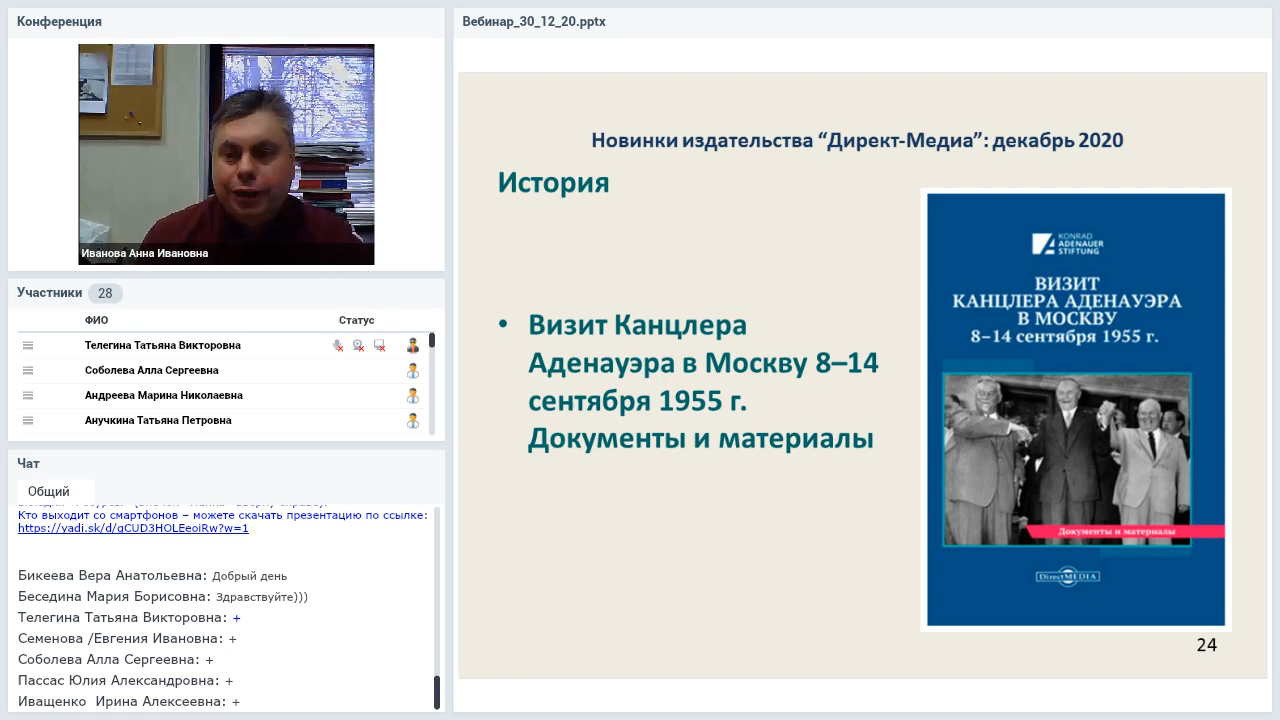 Конференция
Иванова Анна Ивановна
Участники 28
ФИО Статус
Телегина Татьяна Викторовна
Соболева Алла Сергеевна
Андреева Марина Николаевна
Анучкина Татьяна Петровна
Чат
Общий
Кто выходит со смартфонов – можете скачать презентацию по ссылке:
https://yadi.sk/d/gCUD3HOLEeoiRw?w=1
Бикеева Вера Анатольевна: Добрый день
Беседина Мария Борисовна: Здравствуйте)))
Телегина Татьяна Викторовна: +
Семенова /Евгения Ивановна: +
Соболева Алла Сергеевна: +
Пассас Юлия Александровна: +
Иващенко  Ирина Алексеевна: +
Вебинар_30_12_20.pptx
Новинки издательства “Директ-Медиа”: декабрь 2020
История
• Визит Канцлера
Аденауэра в Москву 8–14
сентября 1955 г.
Документы и материалы
KONRAD
ADENAUER
STIFTUNG
ВИЗИТ
КАНЦЛЕРА АДЕНАУЭРА
В МОСКВУ
8–14 сентября 1955 г.
Документы и материалы
DirectMEDIA
24